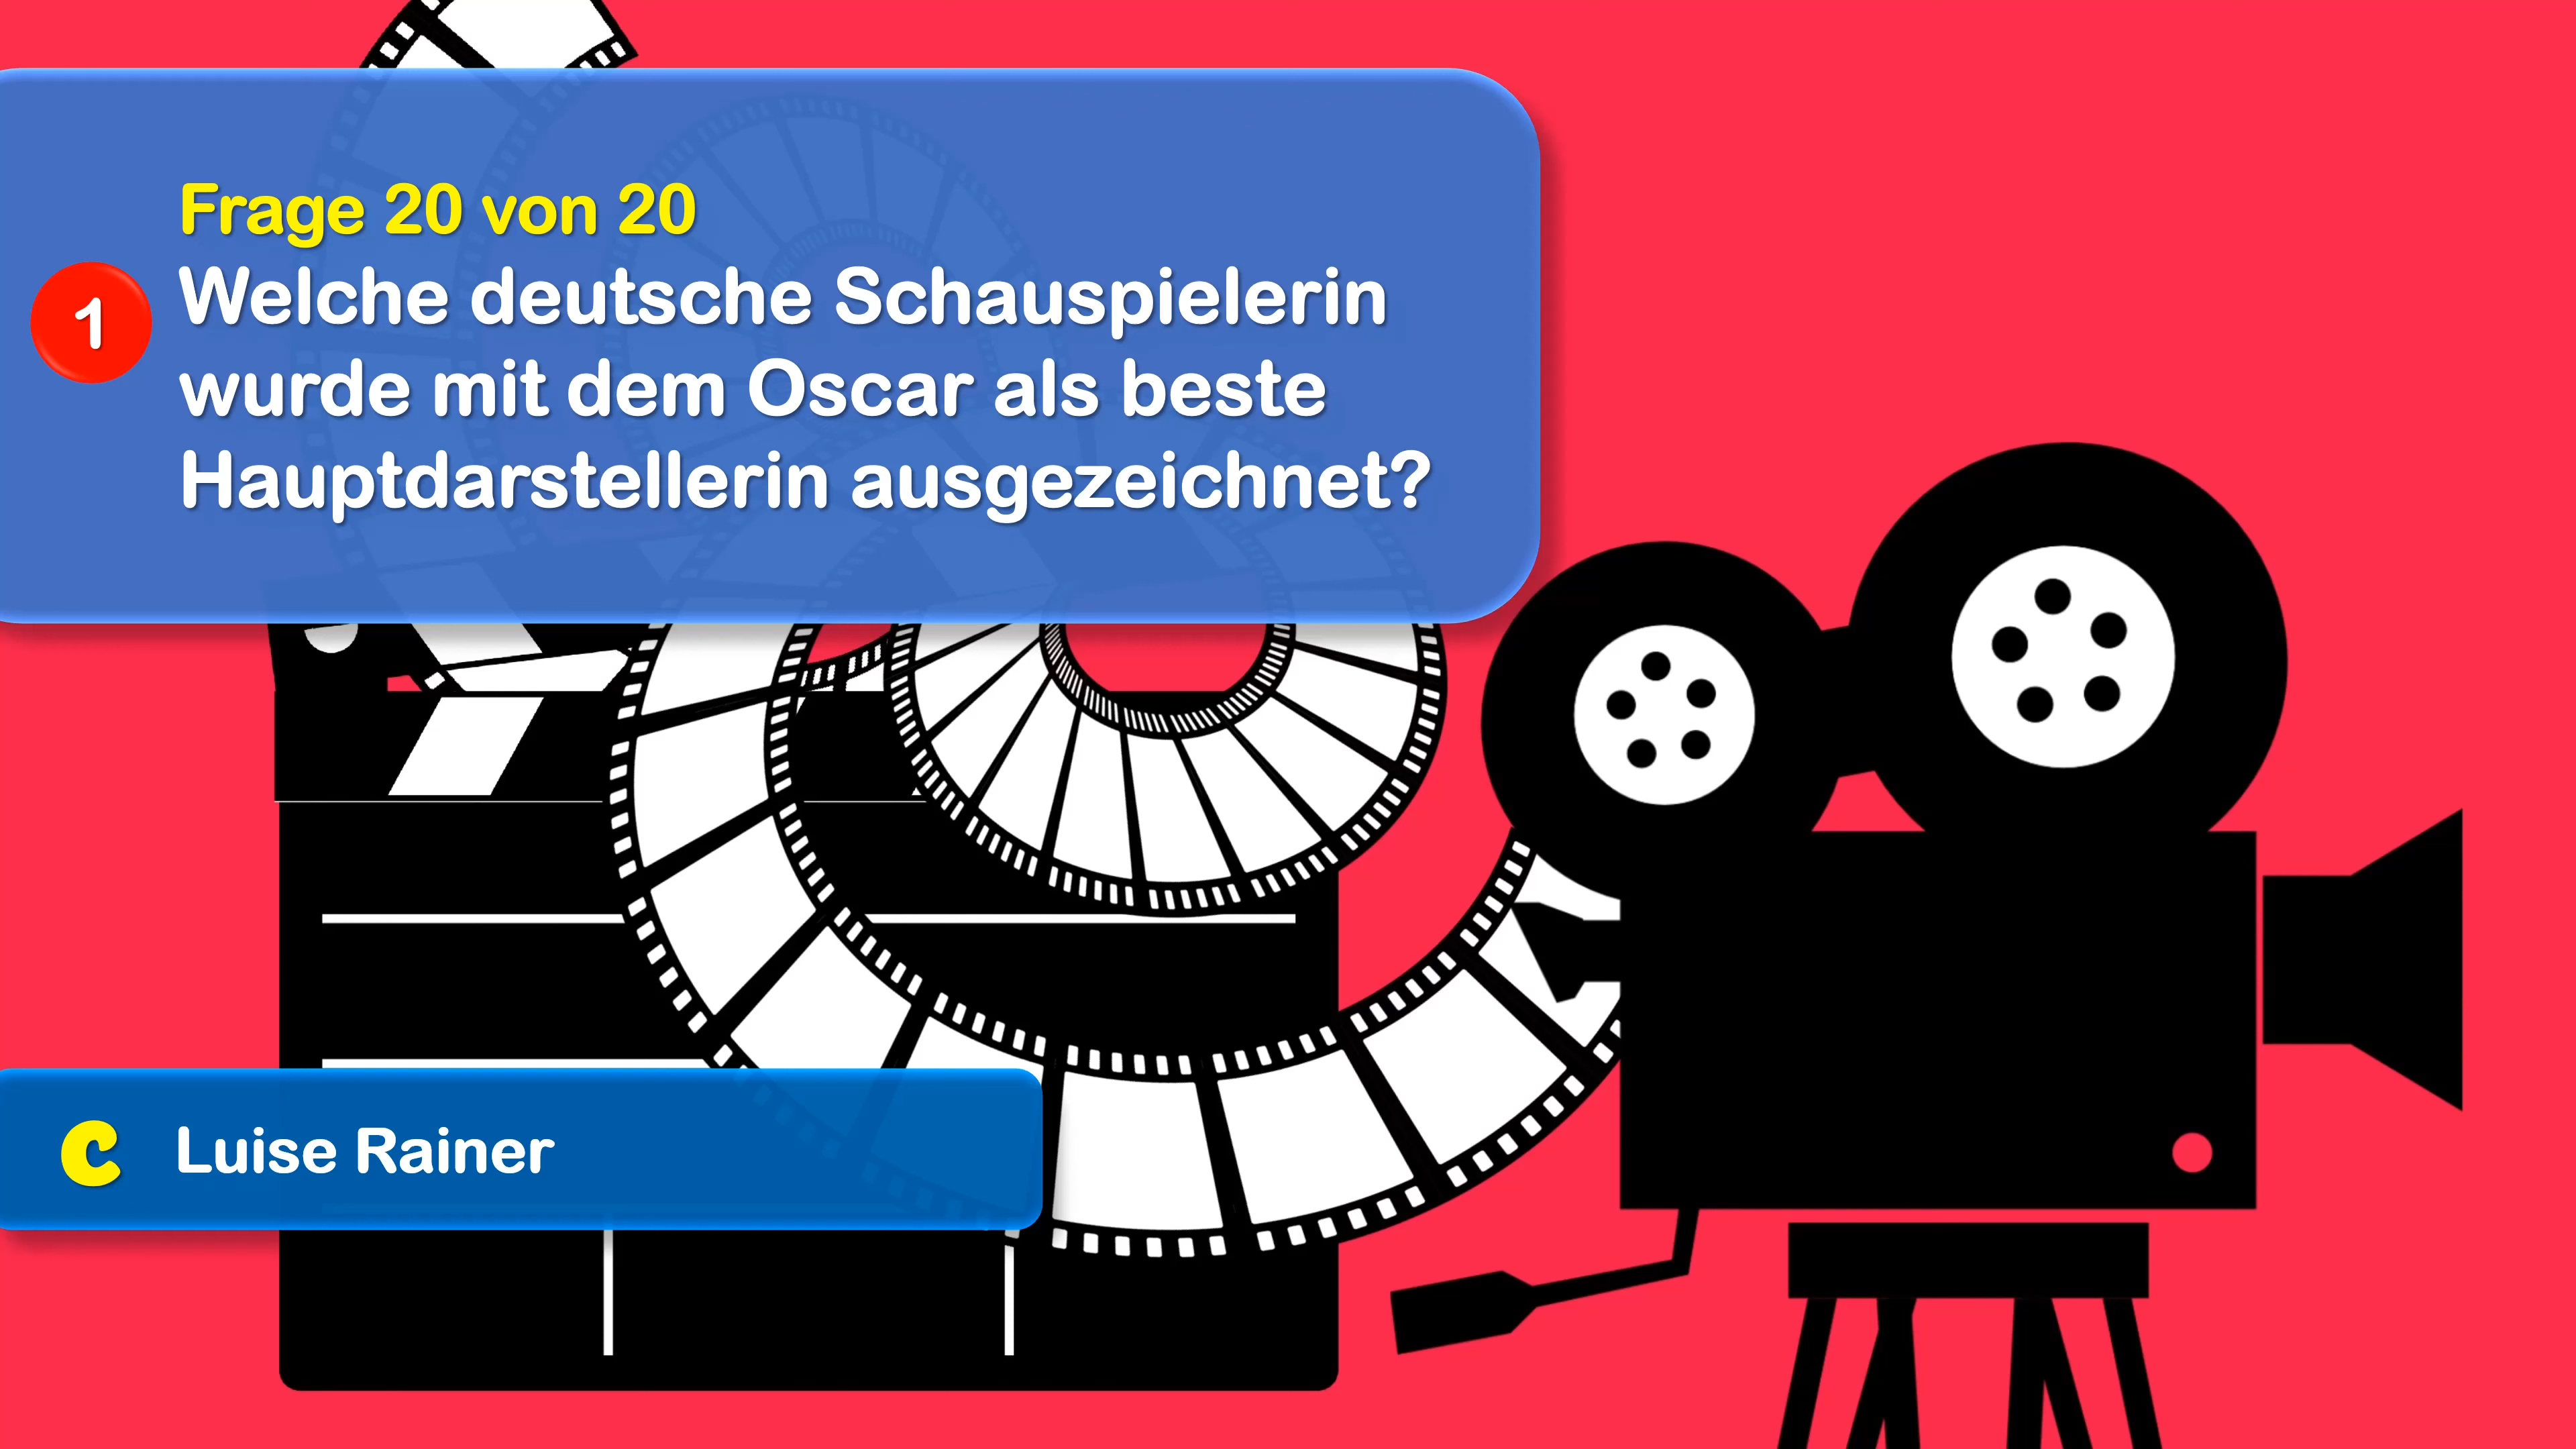 Frage 20 von 20
1
Welche deutsche Schauspielerin
wurde mit dem Oscar als beste
Hauptdarstellerin ausgezeichnet?
C Luise Rainer